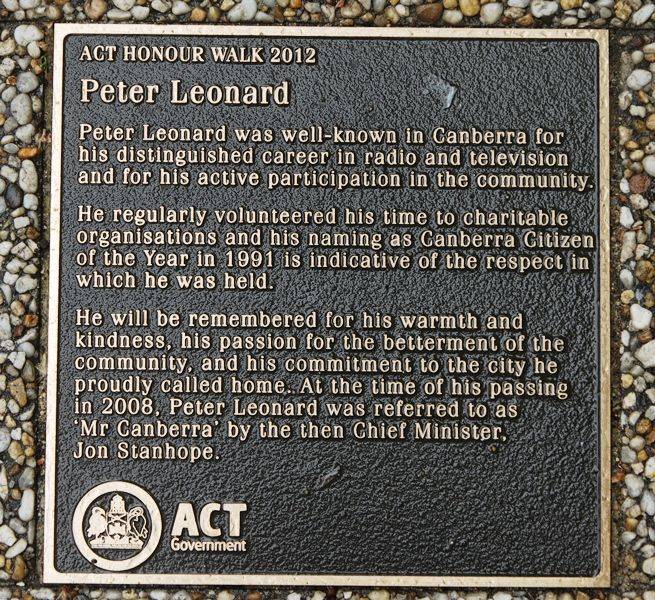 ACT HONOUR WALK 2012
Peter Leonard
Peter Leonard was well-known in Canberra for
his distinguished career in radio and television
and for his active participation in the community.
He regularly volunteered his time to charitable
organisations and his naming as Canberra Citizen
of the Year in 1991 is indicative of the respect in
which he was held.
He will be remembered for his warmth and
kindness, his passion for the betterment of the
community, and his commitment to the city he
proudly called home. At the time of his passing
in 2008, Peter Leonard was referred to as
‘Mr Canberra’ by the then Chief Minister,
Jon Stanhope.
ACT
Government